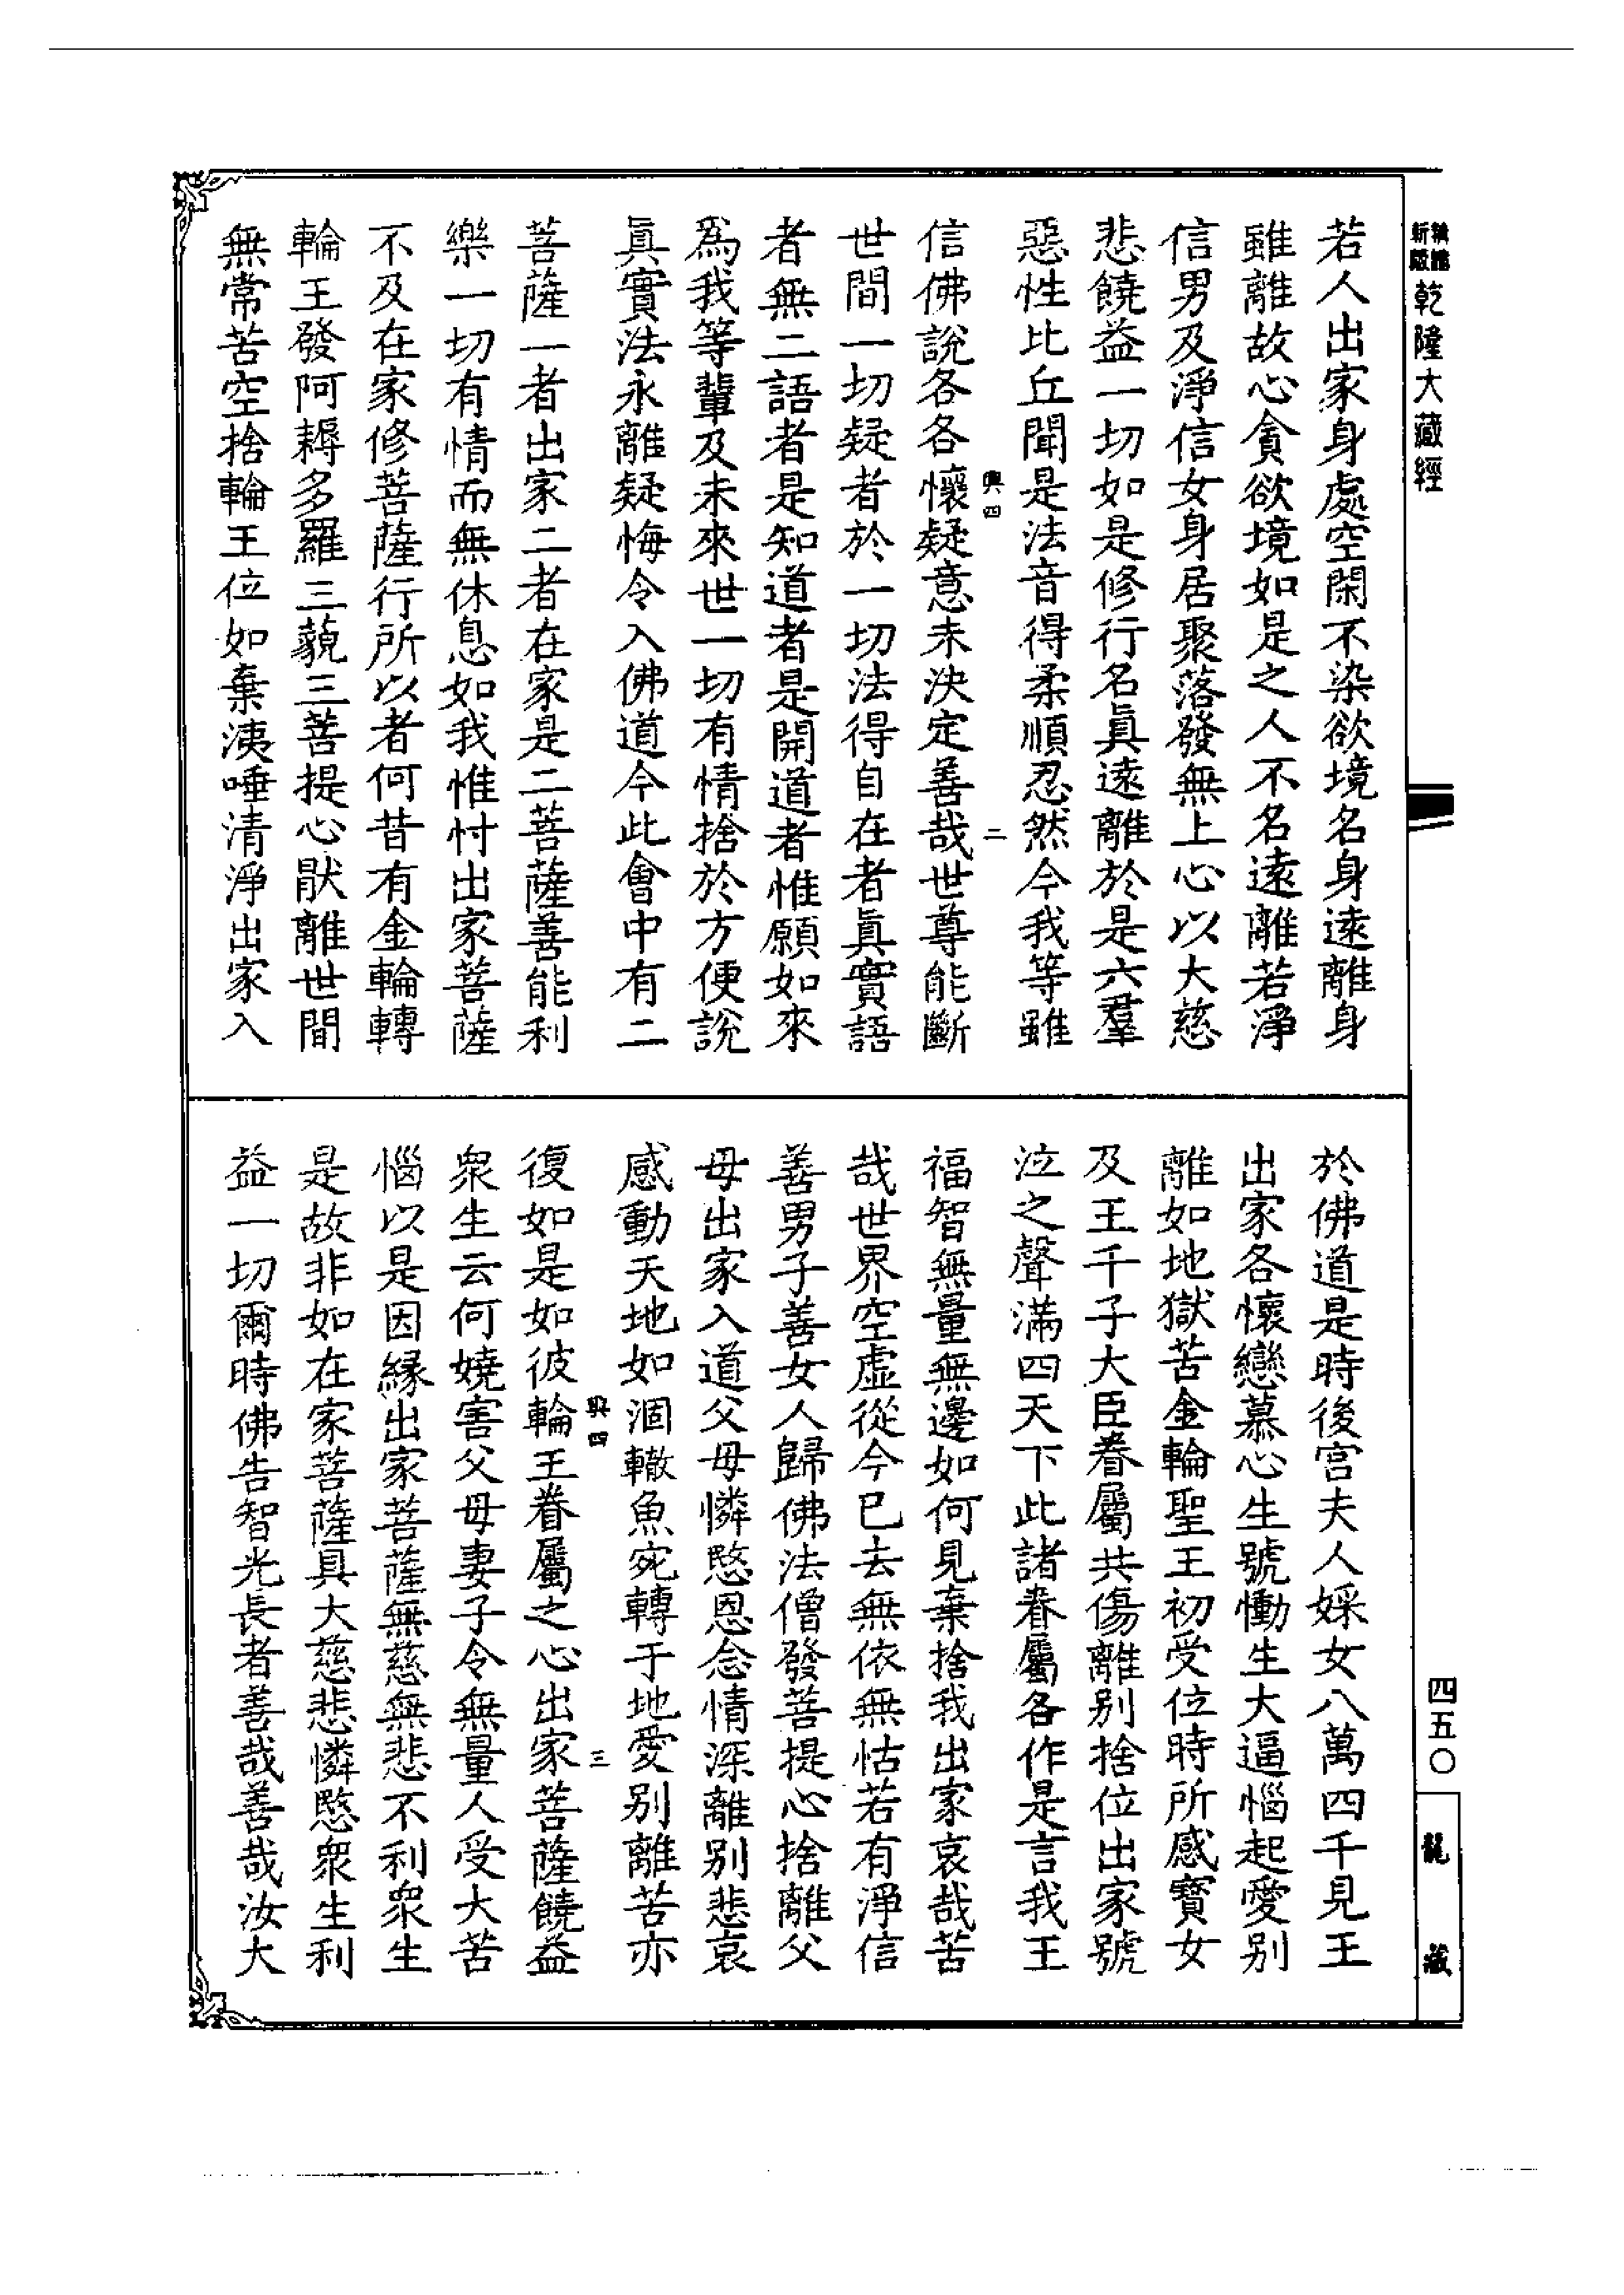 新版
乾隆大藏經
若人出家身處空閑不染欲境名身遠離身
雖離故心貪欲境如是之人不名遠離若淨
信男及淨信女身居聚落發無上心以大慈
悲饒益一切如是修行名眞遠離於是六羣
惡性比丘聞是法音得柔順忍然今我等雖
興四
二
信佛說各各懷疑意未決定善哉世尊能斷
世間一切疑者於一切法得自在者眞實語
者無二語者是知道者是開道者惟願如來
爲我等輩及未來世一切有情捨於方便說
眞實法永離疑悔令入佛道今此會中有二
菩薩一者出家二者在家是二菩薩善能利
樂一切有情而無休息如我惟忖出家菩薩
不及在家修菩薩行所以者何昔有金輪轉
輪王發阿耨多羅三藐三菩提心猒離世間
無常苦空捨輪王位如棄洟唾清淨出家入
於佛道是時後宮夫人婇女八萬四千見王
出家各懷戀慕心生號慟生大逼惱起愛別
離如地獄苦金輪聖王初受位時所感寶女
及王千子大臣眷屬共傷離別捨位出家號
泣之聲滿四天下此諸眷屬各作是言我王
福智無量無邊如何見棄捨我出家哀哉苦
哉世界空虛從今已去無依無怙若有淨信
善男子善女人歸佛法僧發菩提心捨離父
母出家入道父母憐愍恩念情深離別悲哀
感動天地如涸轍魚宛轉于地愛別離苦亦
興四
三
復如是如彼輪王眷屬之心出家菩薩饒益
衆生云何嬈害父母妻子令無量人受大苦
惱以是因緣出家菩薩無慈無悲不利衆生
是故非如在家菩薩具大慈悲憐愍衆生利
益一切爾時佛告智光長者善哉善哉汝大
四五〇
龍藏